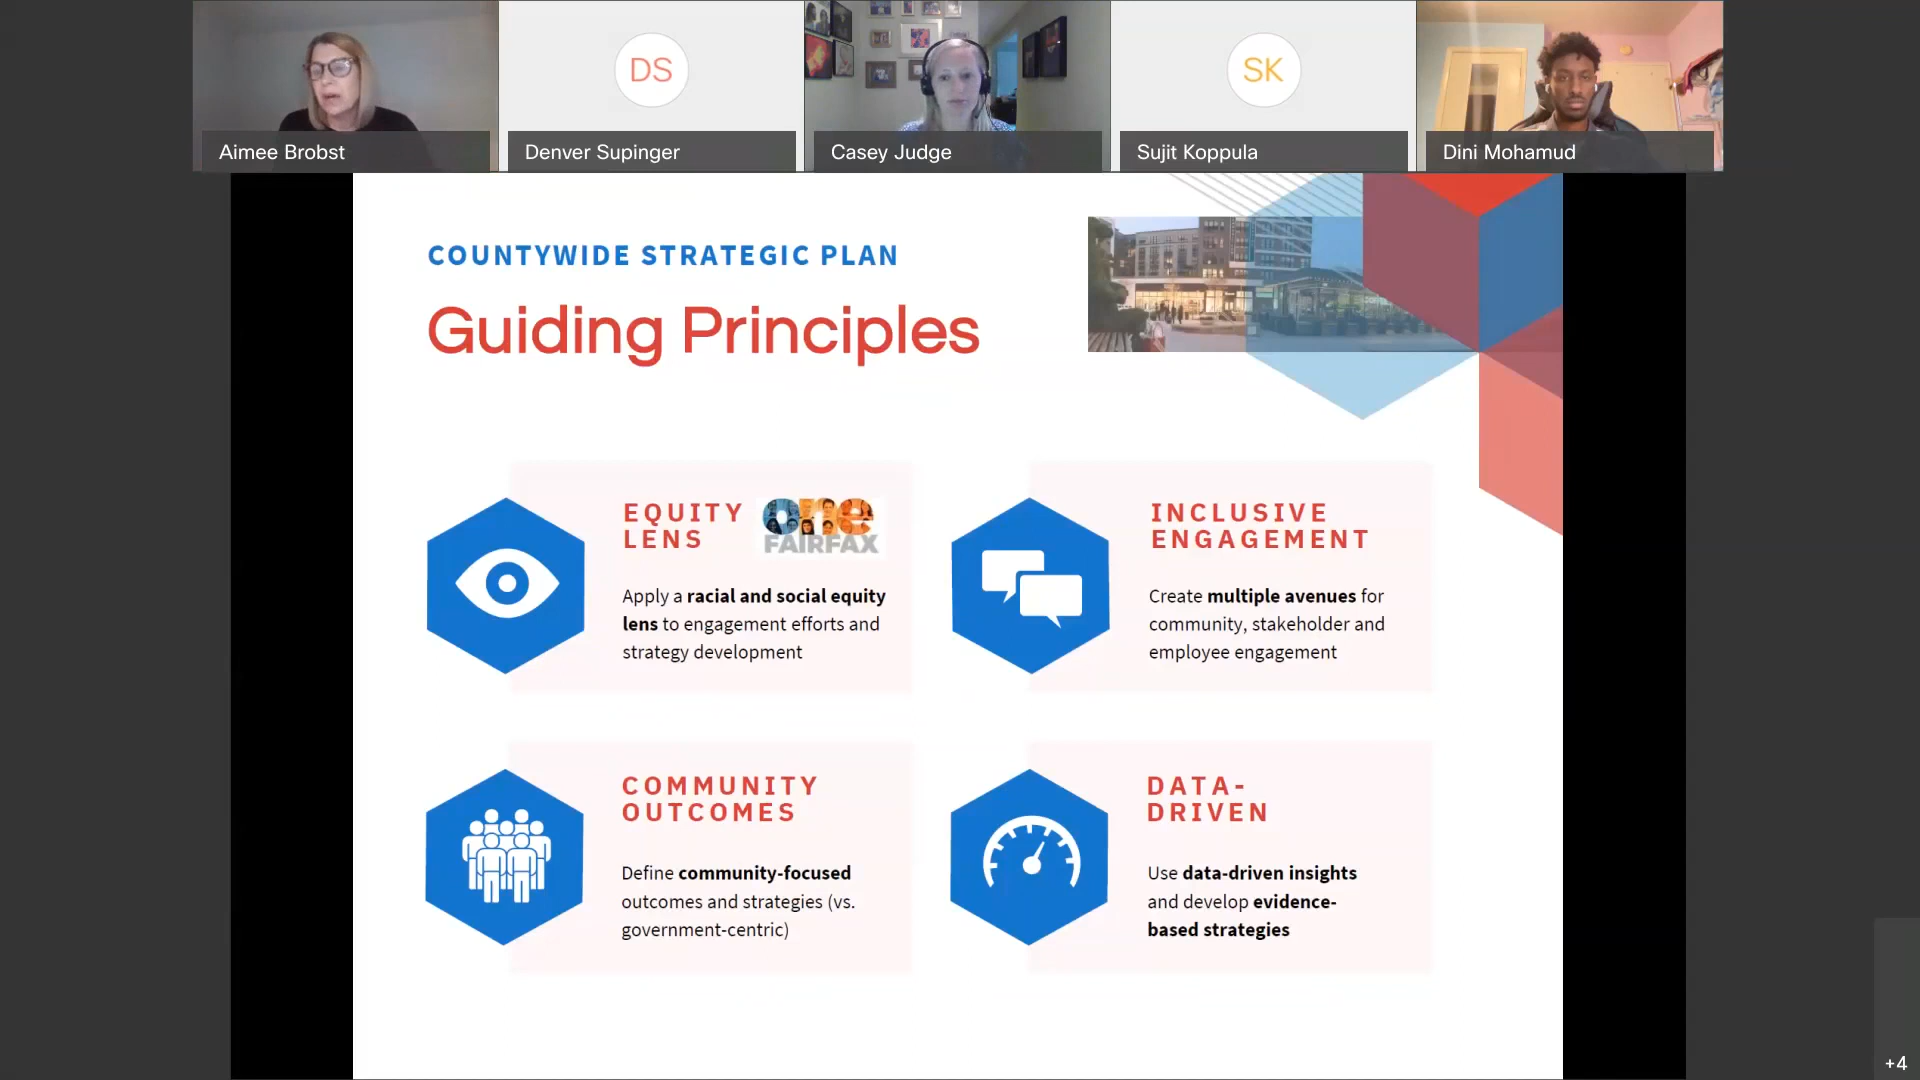 DS
SK
Aimee Brobst
Denver Supinger
Casey Judge
Sujit Koppula
Dini Mohamud
COUNTYWIDE STRATEGIC PLAN
Guiding Principles
EQUITY
LENS
one
FAIRFAX
Apply a racial and social equity
lens to engagement efforts and
strategy development
INCLUSIVE
ENGAGEMENT
Create multiple avenues for
community, stakeholder and
employee engagement
COMMUNITY
OUTCOMES
Define community-focused
outcomes and strategies (vs.
government-centric)
DATA-
DRIVEN
Use data-driven insights
and develop evidence-
based strategies
+4